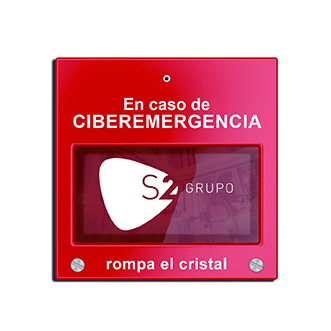 En caso de
CIBEREMERGENCIA
S2 GRUPO
rompa el cristal